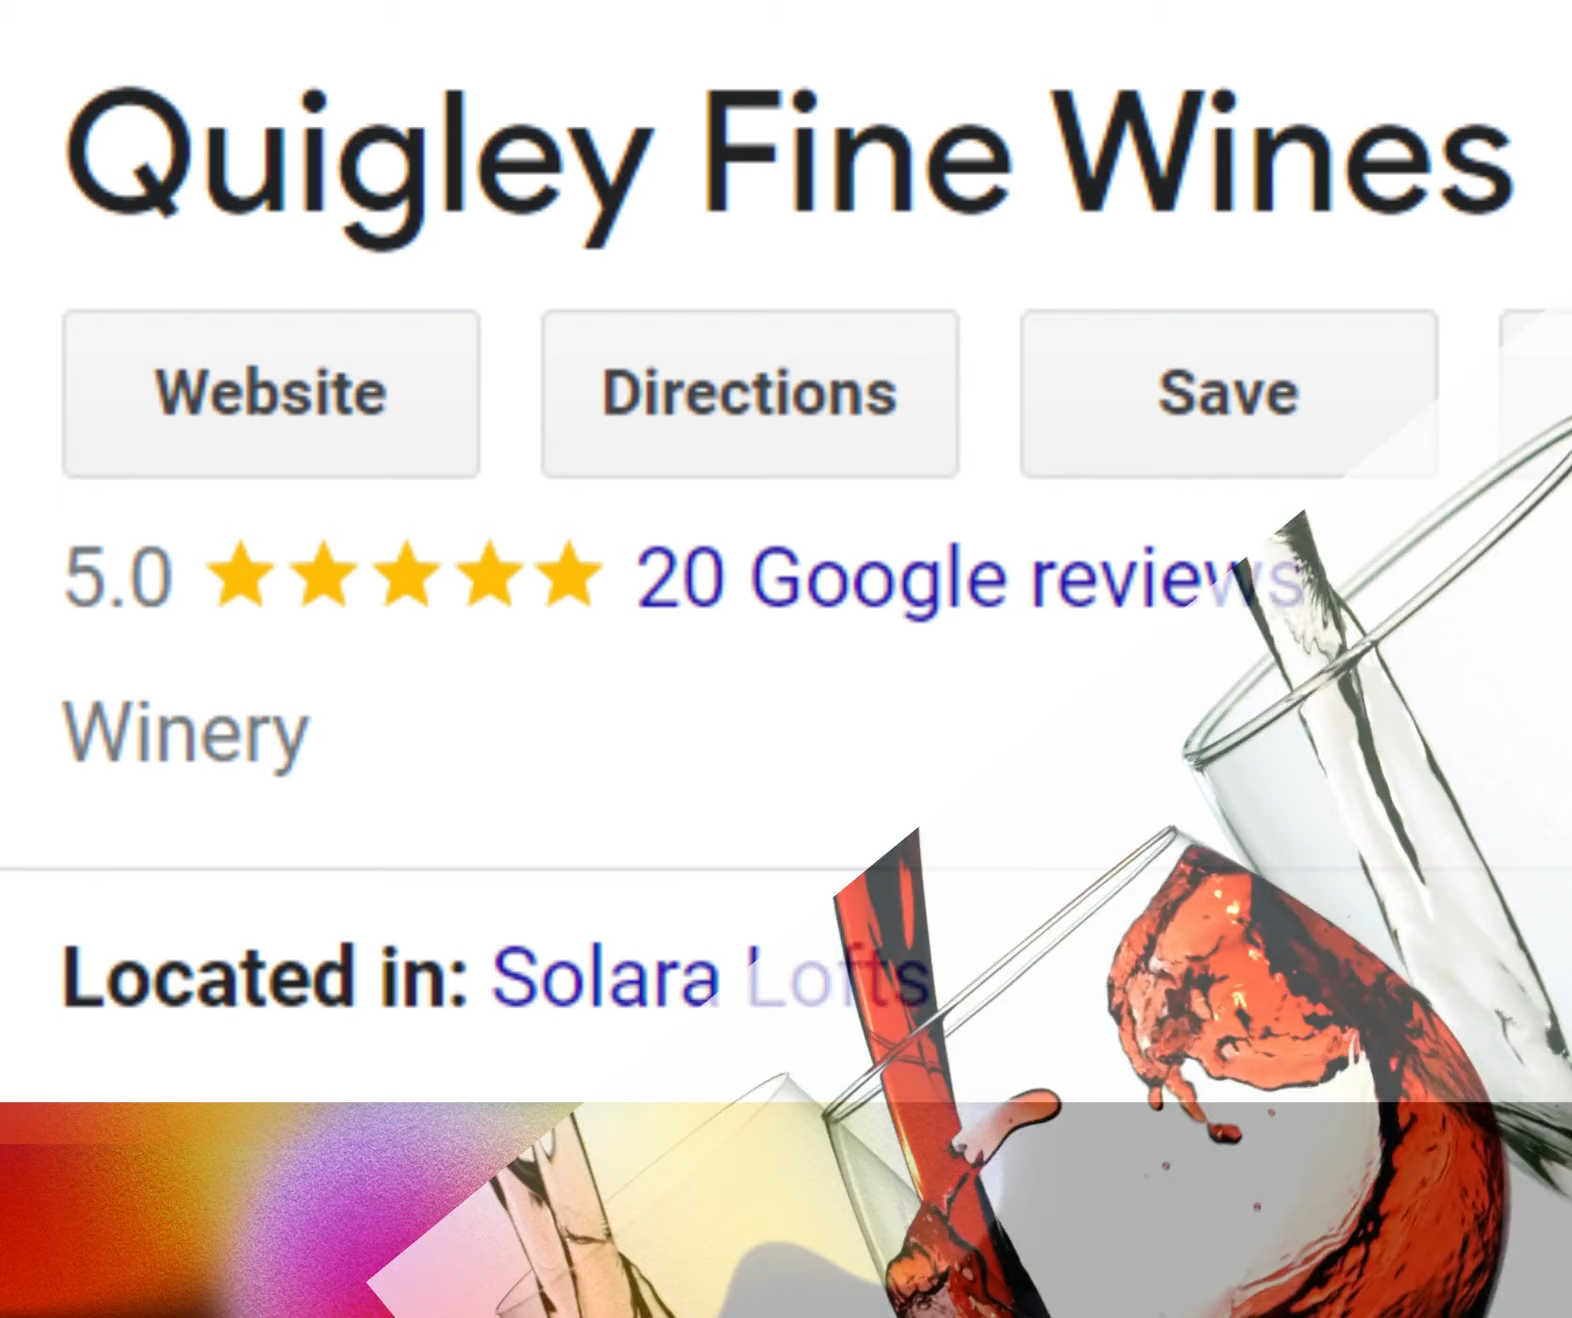 Quigley Fine Wines
Website Directions Save
5.0 20 Google reviews
Winery
Located in: Solara Lofts